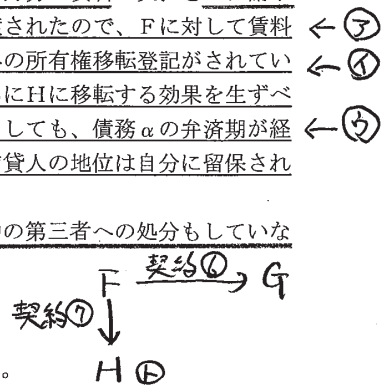 されたので、Fに対して賃料 ←㋐
の所有権移転登記がされてい ←㋑
にHに移転する効果を生ずべ
しても、債務αの弁済期が経 ←㋒
貸人の地位は自分に留保され
の第三者への処分もしていな
F 契約⑥ → G
契約⑦ ↓
。 H ㋣